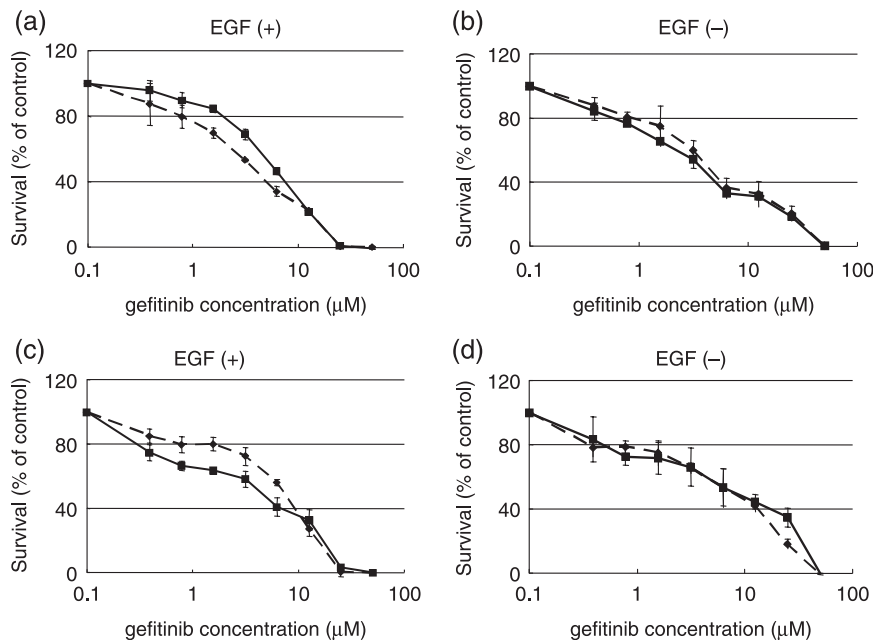 (a)
EGF (+)
Survival (% of control)
120
80
40
0
0.1
1
10
100
gefitinib concentration (μM)
(b)
EGF (–)
Survival (% of control)
120
80
40
0
0.1
1
10
100
gefitinib concentration (μM)
(c)
EGF (+)
Survival (% of control)
120
80
40
0
0.1
1
10
100
gefitinib concentration (μM)
(d)
EGF (–)
Survival (% of control)
120
80
40
0
0.1
1
10
100
gefitinib concentration (μM)